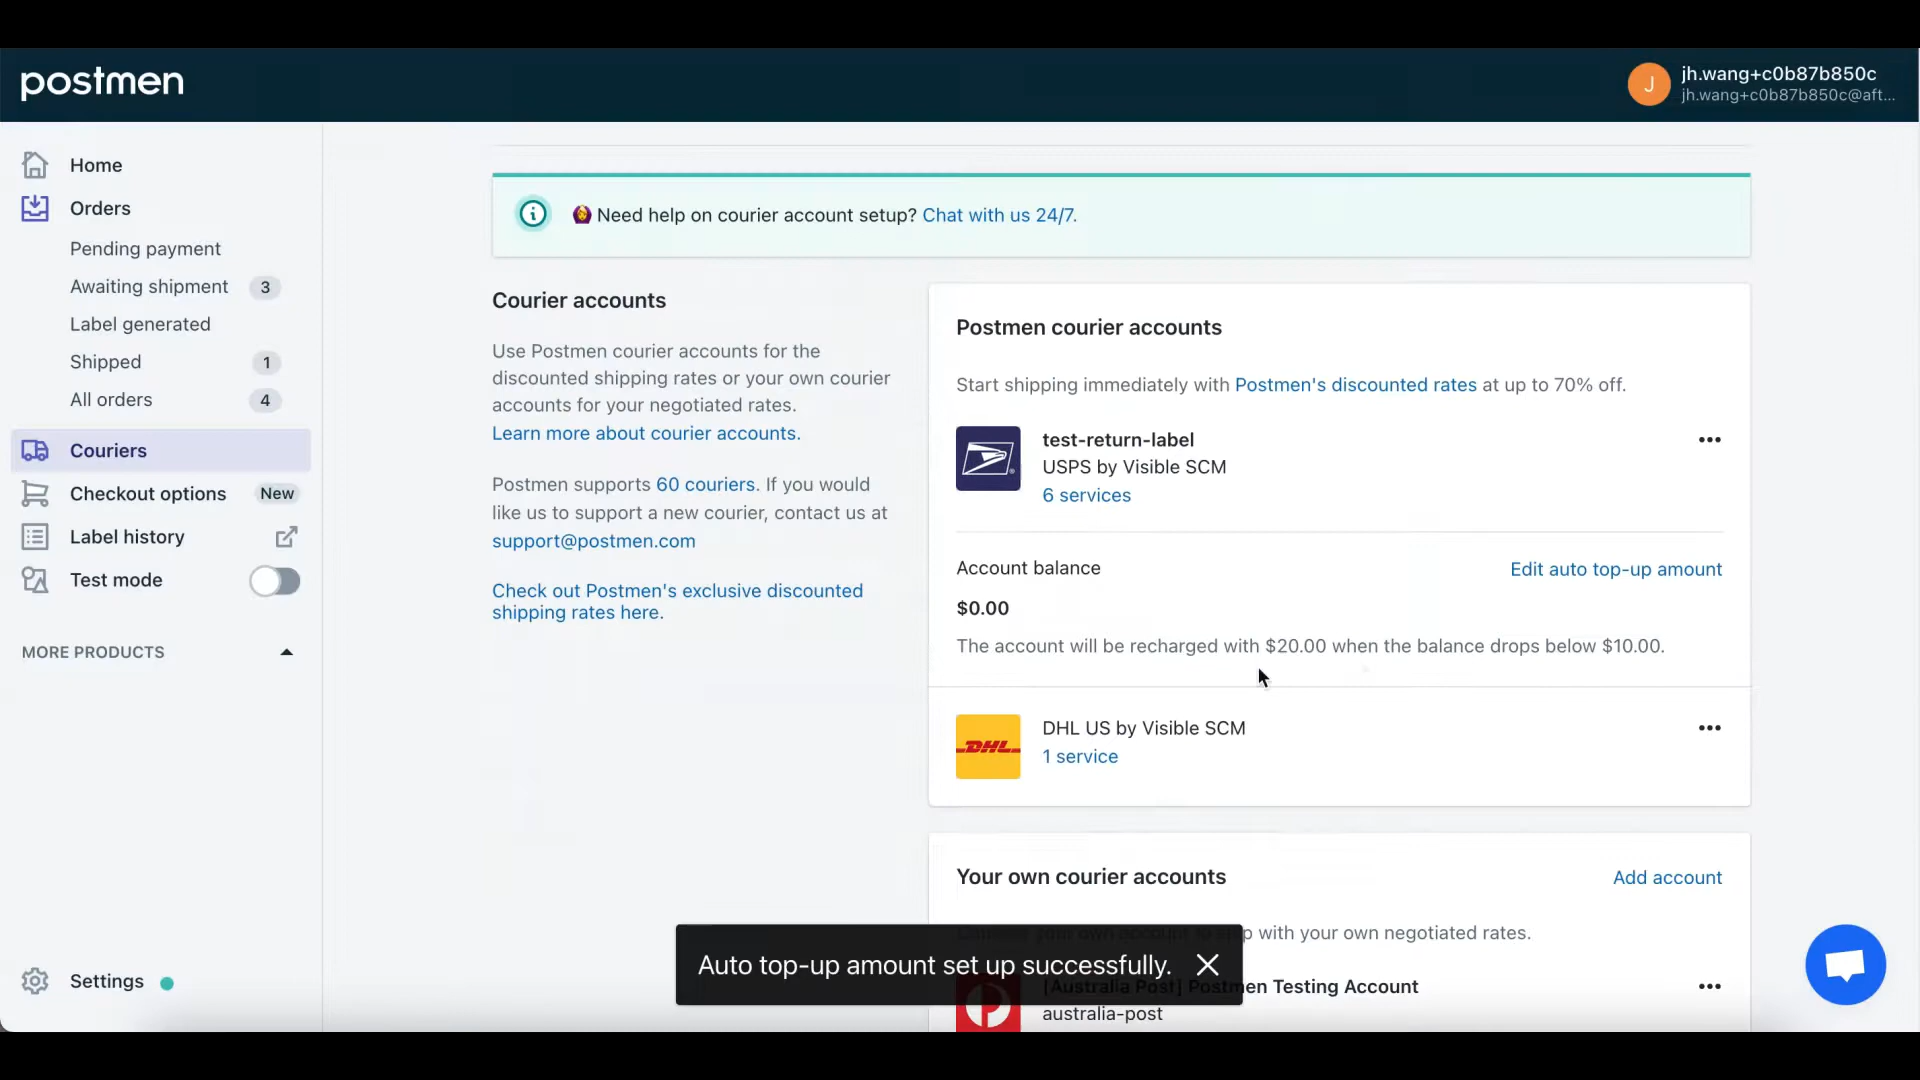 postmen
J
jh.wang+c0b87b850c
jh.wang+c0b87b850c@aft...
Home
Orders
Pending payment
Awaiting shipment 3
Label generated
Shipped 1
All orders 4
Couriers
Checkout options New
Label history
Test mode
MORE PRODUCTS
Settings
Need help on courier account setup? Chat with us 24/7.
Courier accounts
Use Postmen courier accounts for the
discounted shipping rates or your own courier
accounts for your negotiated rates.
Learn more about courier accounts.
Postmen supports 60 couriers. If you would
like us to support a new courier, contact us at
support@postmen.com
Check out Postmen's exclusive discounted
shipping rates here.
Postmen courier accounts
Start shipping immediately with Postmen's discounted rates at up to 70% off.
test-return-label
USPS by Visible SCM
6 services
Account balance
Edit auto top-up amount
$0.00
The account will be recharged with $20.00 when the balance drops below $10.00.
DHL
DHL US by Visible SCM
1 service
Your own courier accounts
Add account
with your own negotiated rates.
[Australia Post] Postmen Testing Account
australia-post
Auto top-up amount set up successfully.